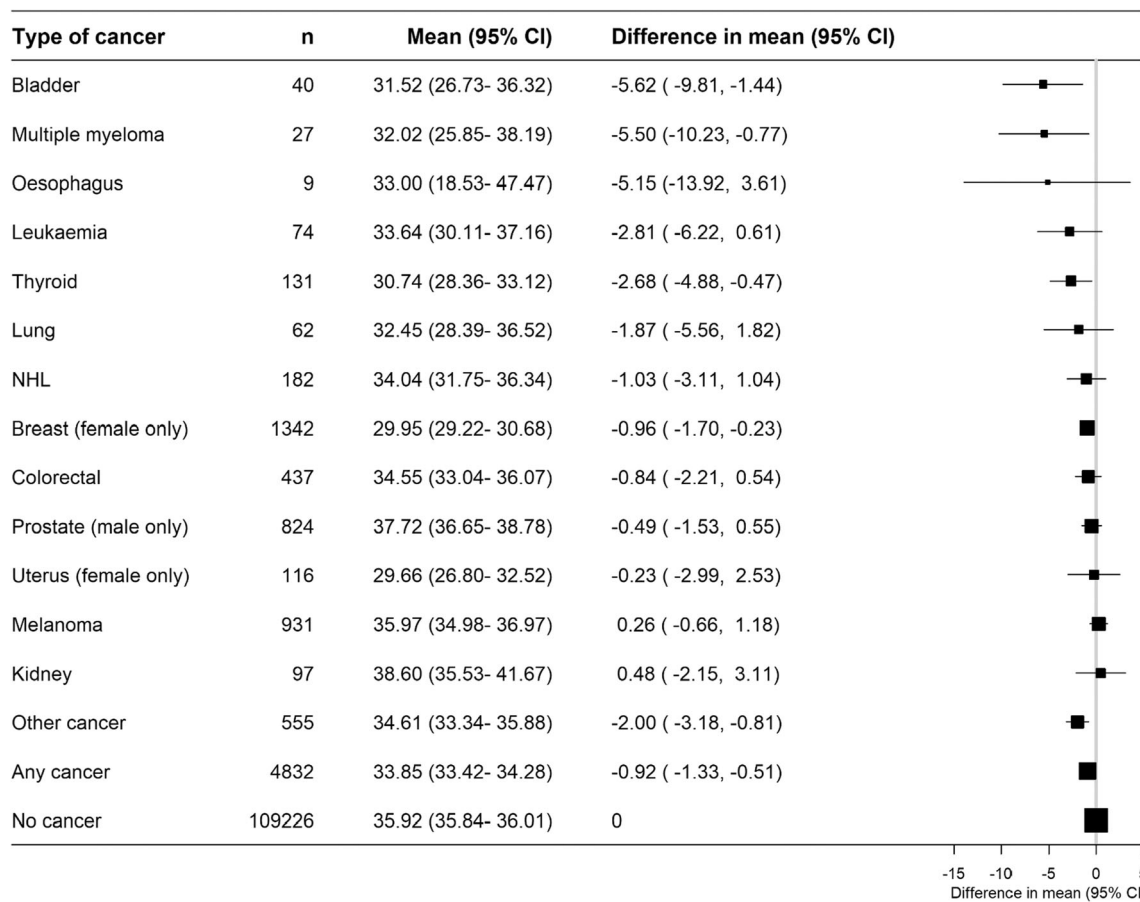 Type of cancer n Mean (95% CI) Difference in mean (95% CI)
Bladder 40 31.52 (26.73- 36.32) -5.62 ( -9.81, -1.44)
Multiple myeloma 27 32.02 (25.85- 38.19) -5.50 (-10.23, -0.77)
Oesophagus 9 33.00 (18.53- 47.47) -5.15 (-13.92, 3.61)
Leukaemia 74 33.64 (30.11- 37.16) -2.81 ( -6.22, 0.61)
Thyroid 131 30.74 (28.36- 33.12) -2.68 ( -4.88, -0.47)
Lung 62 32.45 (28.39- 36.52) -1.87 ( -5.56, 1.82)
NHL 182 34.04 (31.75- 36.34) -1.03 ( -3.11, 1.04)
Breast (female only) 1342 29.95 (29.22- 30.68) -0.96 ( -1.70, -0.23)
Colorectal 437 34.55 (33.04- 36.07) -0.84 ( -2.21, 0.54)
Prostate (male only) 824 37.72 (36.65- 38.78) -0.49 ( -1.53, 0.55)
Uterus (female only) 116 29.66 (26.80- 32.52) -0.23 ( -2.99, 2.53)
Melanoma 931 35.97 (34.98- 36.97) 0.26 ( -0.66, 1.18)
Kidney 97 38.60 (35.53- 41.67) 0.48 ( -2.15, 3.11)
Other cancer 555 34.61 (33.34- 35.88) -2.00 ( -3.18, -0.81)
Any cancer 4832 33.85 (33.42- 34.28) -0.92 ( -1.33, -0.51)
No cancer 109226 35.92 (35.84- 36.01) 0
-15 -10 -5 0
Difference in mean (95% CI